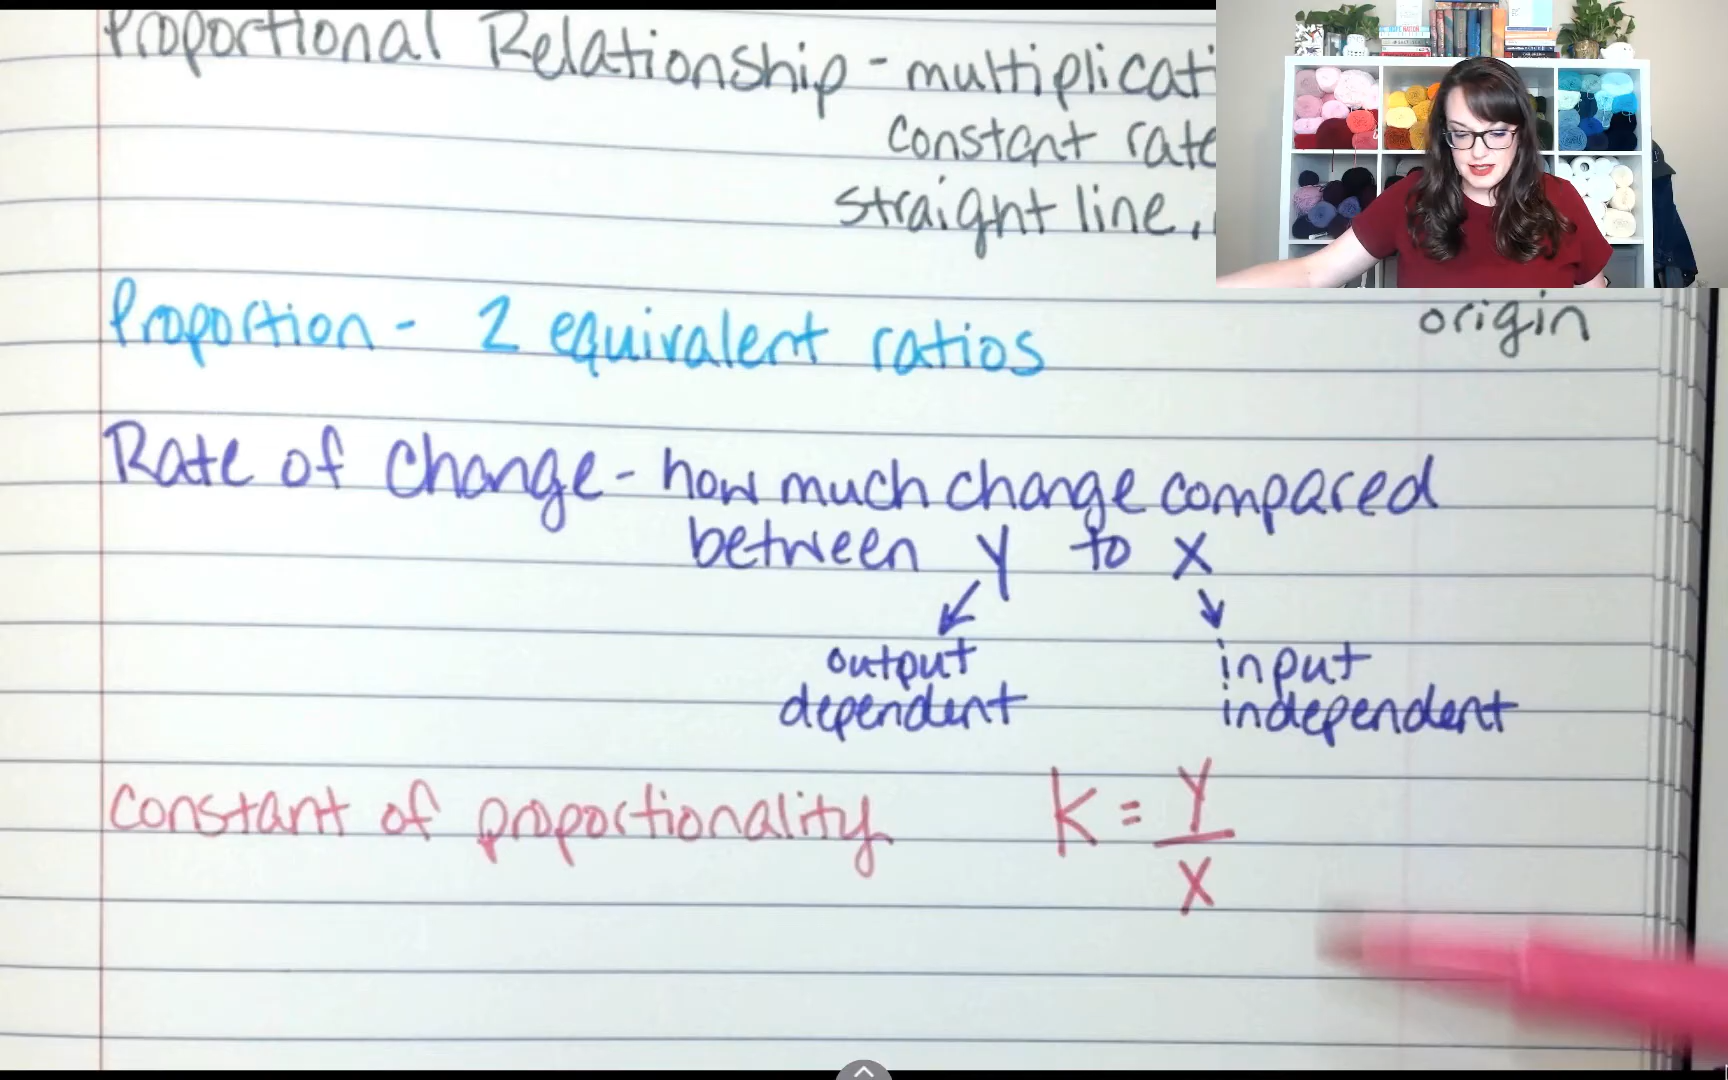 Proportional Relationship - multiplicati
constant rate
straight line,
origin
Proportion - 2 equivalent ratios
Rate of Change - how much change compared
between Y to X
output input
dependent independent
Constant of proportionality K = Y
X